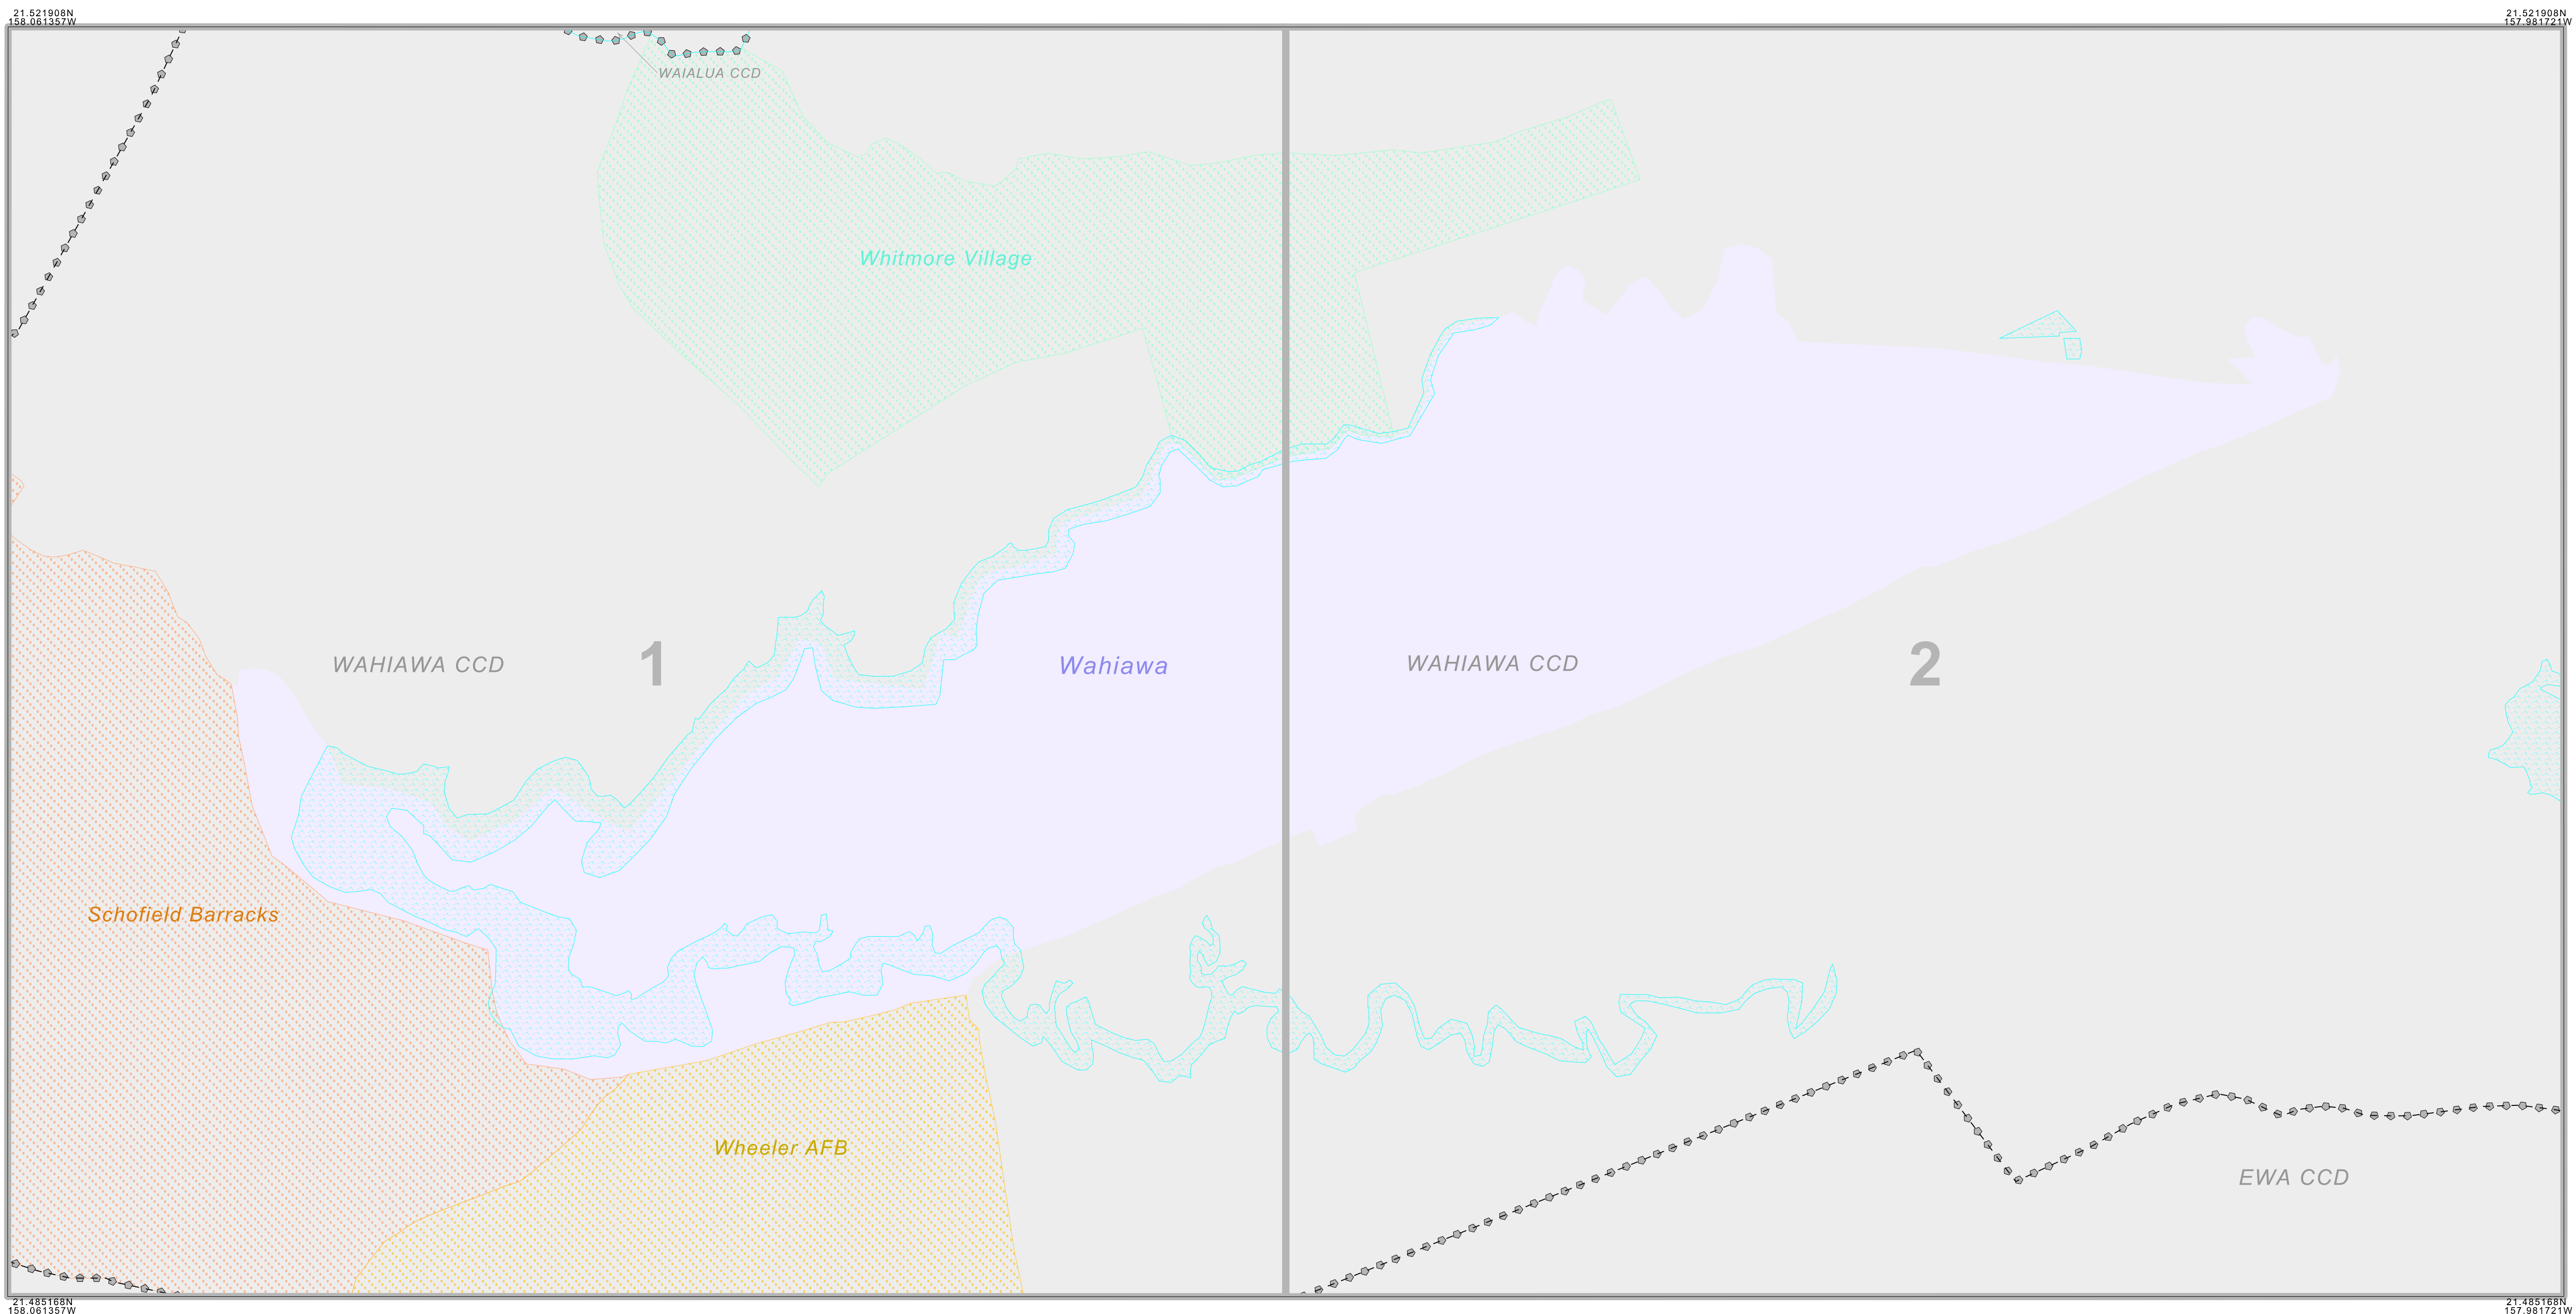 21.521908N
158.061357W
21.521908N
157.981721W
WAIALUA CCD
Whitmore Village
WAHIAWA CCD
1
Wahiawa
WAHIAWA CCD
2
Schofield Barracks
Wheeler AFB
EWA CCD
21.485168N
158.061357W
21.485168N
157.981721W